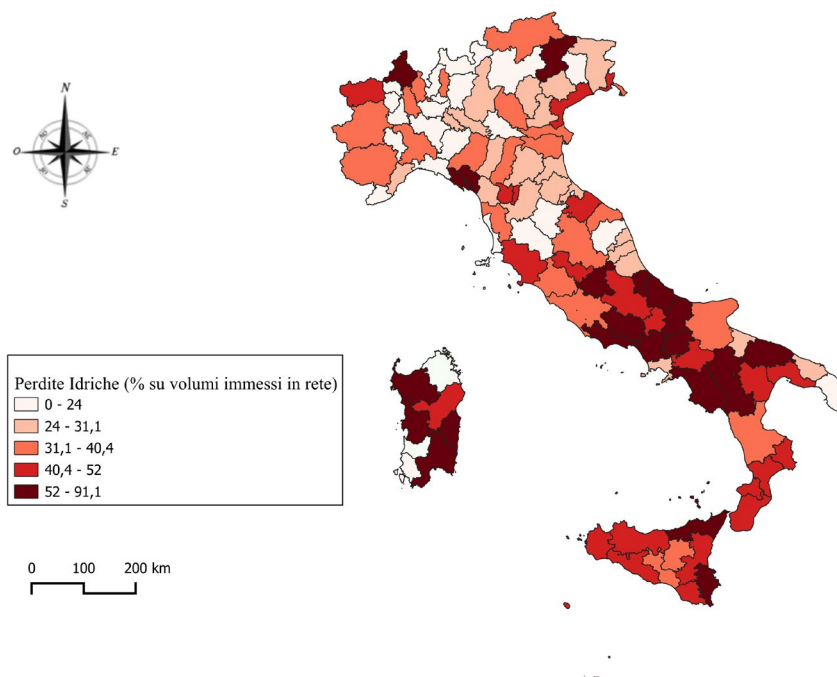 N
O
E
S
Perdite Idriche (% su volumi immessi in rete)
0 - 24
24 - 31,1
31,1 - 40,4
40,4 - 52
52 - 91,1
0 100 200 km